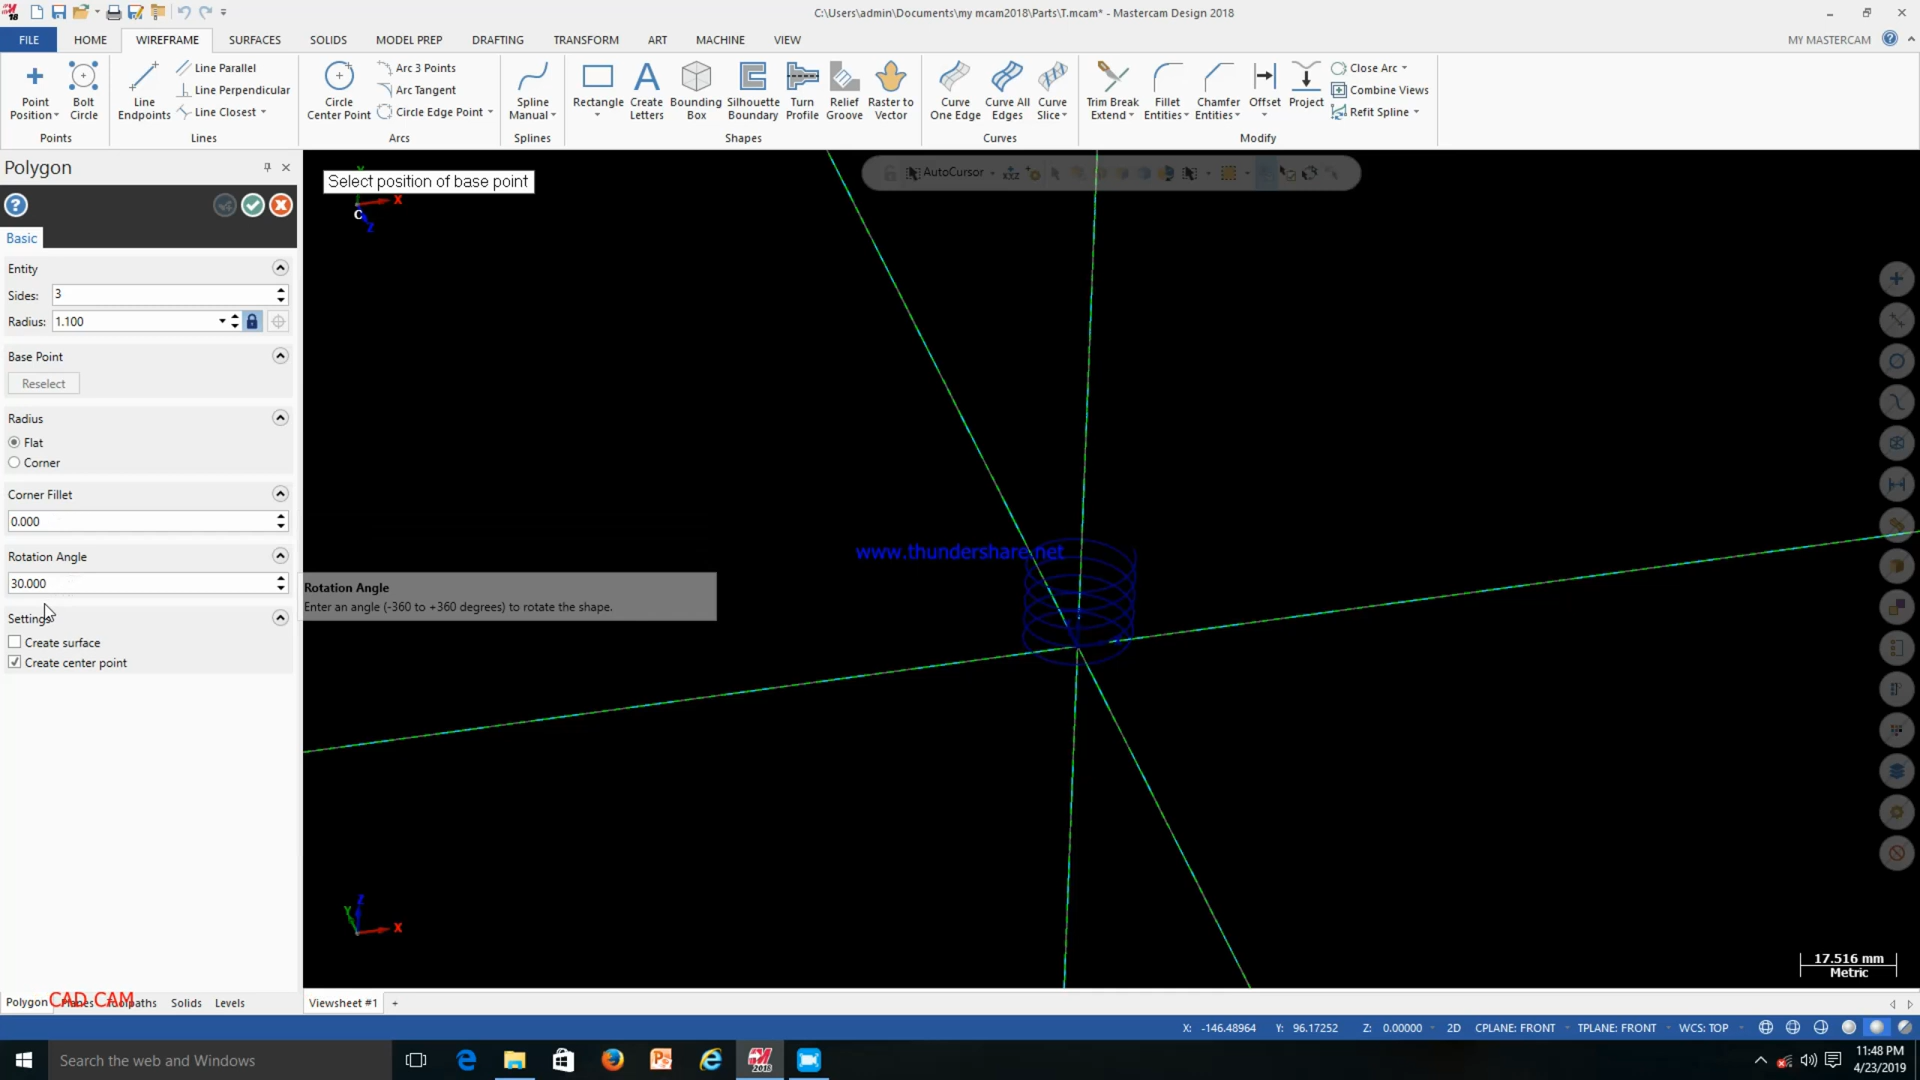 C:\Users\admin\Documents\my mcam2018\Parts\T.mcam* - Mastercam Design 2018
FILE HOME WIREFRAME SURFACES SOLIDS MODEL PREP DRAFTING TRANSFORM ART MACHINE VIEW MY MASTERCAM
Point Position
Bolt Circle
Points
Line Endpoints
Line Parallel
Line Perpendicular
Line Closest
Lines
Circle Center Point
Arc 3 Points
Arc Tangent
Circle Edge Point
Arcs
Spline Manual
Splines
Rectangle
Create Letters
Bounding Box
Silhouette Boundary
Turn Profile
Relief Groove
Raster to Vector
Shapes
Curve One Edge
Curve All Edges
Curve Slice
Curves
Trim Break Extend
Fillet Entities
Chamfer Entities
Offset
Project
Close Arc
Combine Views
Refit Spline
Modify
Polygon
Basic
Entity
Sides: 3
Radius: 1.100
Base Point
Reselect
Radius
Flat
Corner
Corner Fillet
0.000
Rotation Angle
30.000
Settings
Create surface
Create center point
Select position of base point
AutoCursor
X
C
Z
www.thundershare.net
Rotation Angle
Enter an angle (-360 to +360 degrees) to rotate the shape.
Z
Y
X
17.516 mm
Metric
Polygon Planes Toolpaths Solids Levels
CAD CAM
Viewsheet #1 +
X: -146.48964 Y: 96.17252 Z: 0.00000 2D CPLANE: FRONT TPLANE: FRONT WCS: TOP
Search the web and Windows
2018
11:48 PM
4/23/2019